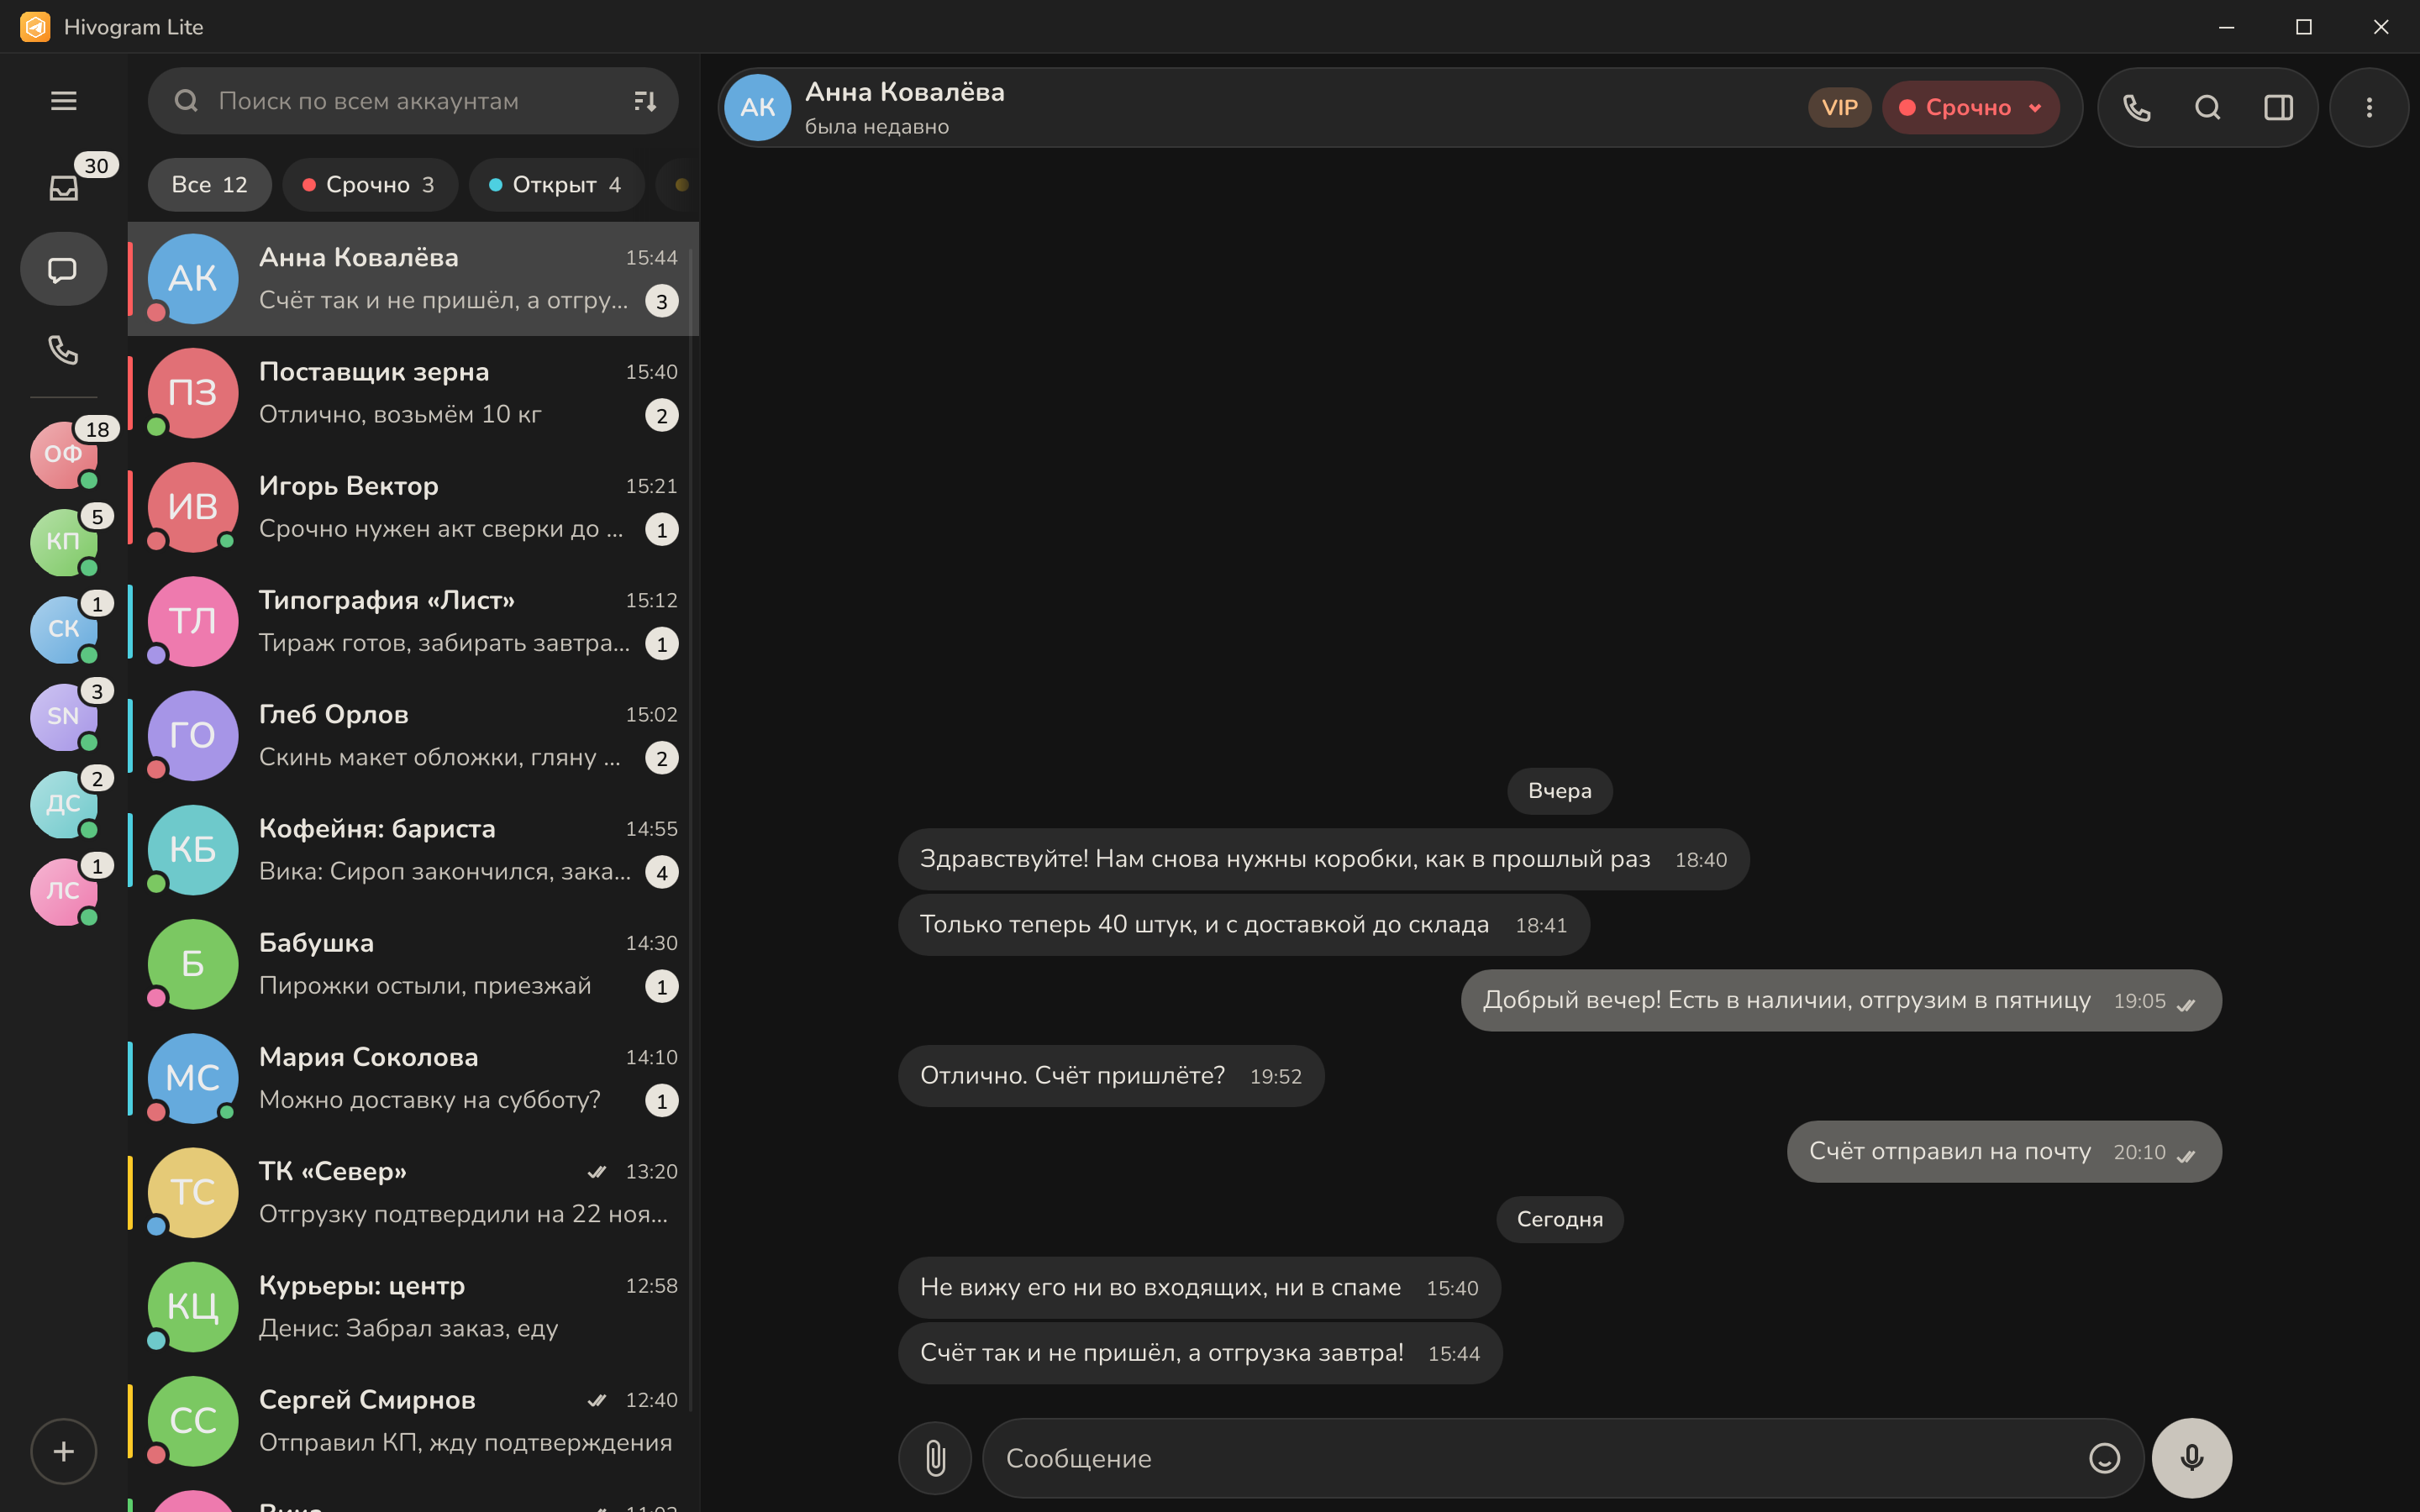 Hivogram Lite
30
18
ОФ
5
КП
1
СК
3
SN
2
ДС
1
ЛС
Поиск по всем аккаунтам
Все 12
Срочно 3
Открыт 4
АК
Анна Ковалёва 15:44
Счёт так и не пришёл, а отгру... 3
ПЗ
Поставщик зерна 15:40
Отлично, возьмём 10 кг 2
ИВ
Игорь Вектор 15:21
Срочно нужен акт сверки до ... 1
ТЛ
Типография «Лист» 15:12
Тираж готов, забирать завтра... 1
ГО
Глеб Орлов 15:02
Скинь макет обложки, гляну ... 2
КБ
Кофейня: бариста 14:55
Вика: Сироп закончился, зака... 4
Б
Бабушка 14:30
Пирожки остыли, приезжай 1
МС
Мария Соколова 14:10
Можно доставку на субботу? 1
ТС
ТК «Север» 13:20
Отгрузку подтвердили на 22 ноя...
КЦ
Курьеры: центр 12:58
Денис: Забрал заказ, еду
СС
Сергей Смирнов 12:40
Отправил КП, жду подтверждения
АК
Анна Ковалёва
была недавно
VIP
Срочно
Вчера
Здравствуйте! Нам снова нужны коробки, как в прошлый раз 18:40
Только теперь 40 штук, и с доставкой до склада 18:41
Добрый вечер! Есть в наличии, отгрузим в пятницу 19:05
Отлично. Счёт пришлёте? 19:52
Счёт отправил на почту 20:10
Сегодня
Не вижу его ни во входящих, ни в спаме 15:40
Счёт так и не пришёл, а отгрузка завтра! 15:44
Сообщение